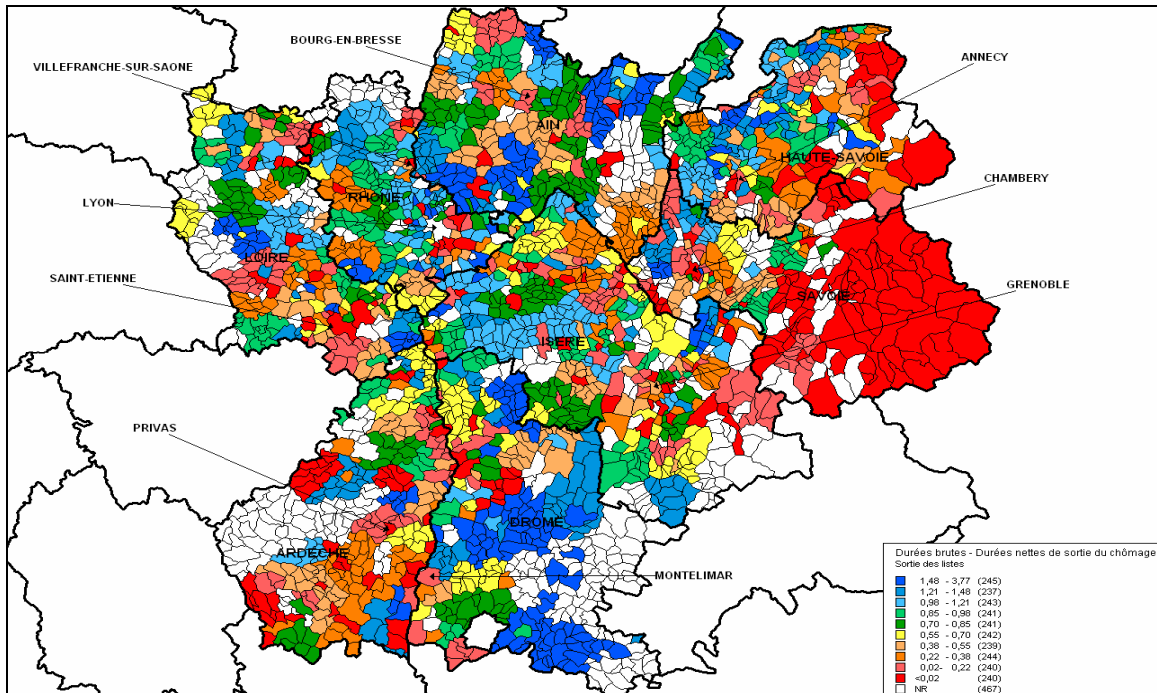 BOURG-EN-BRESSE
VILLEFRANCHE-SUR-SAONE
ANNECY
AIN
HAUTE-SAVOIE
CHAMBERY
LYON
RHONE
LOIRE
SAINT-ETIENNE
GRENOBLE
SAVOIE
ISERE
PRIVAS
DROME
ARDECHE
MONTELIMAR
Durées brutes - Durées nettes de sortie du chômage
Sortie des listes
1,48 - 3,77 (245)
1,21 - 1,48 (237)
0,98 - 1,21 (243)
0,85 - 0,98 (241)
0,70 - 0,85 (241)
0,55 - 0,70 (242)
0,38 - 0,55 (239)
0,22 - 0,38 (244)
0,02- 0,22 (240)
<0,02 (240)
NR (467)